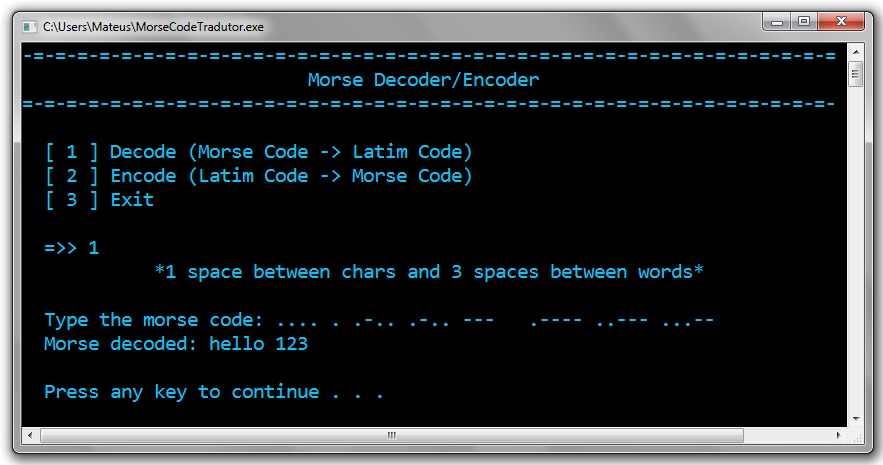 C:\Users\Mateus\MorseCodeTradutor.exe
-=-=-=-=-=-=-=-=-=-=-=-=-=-=-=-=-=-=-=-=-=-=-=-=-=-=-=-=-=-=-=-=-=-=-=-=-=
Morse Decoder/Encoder
=-=-=-=-=-=-=-=-=-=-=-=-=-=-=-=-=-=-=-=-=-=-=-=-=-=-=-=-=-=-=-=-=-=-=-=-=-
[ 1 ] Decode (Morse Code -> Latim Code)
[ 2 ] Encode (Latim Code -> Morse Code)
[ 3 ] Exit
=>> 1
*1 space between chars and 3 spaces between words*
Type the morse code: .... . .-.. .-.. ---   .---- ..--- ...--
Morse decoded: hello 123
Press any key to continue . . .